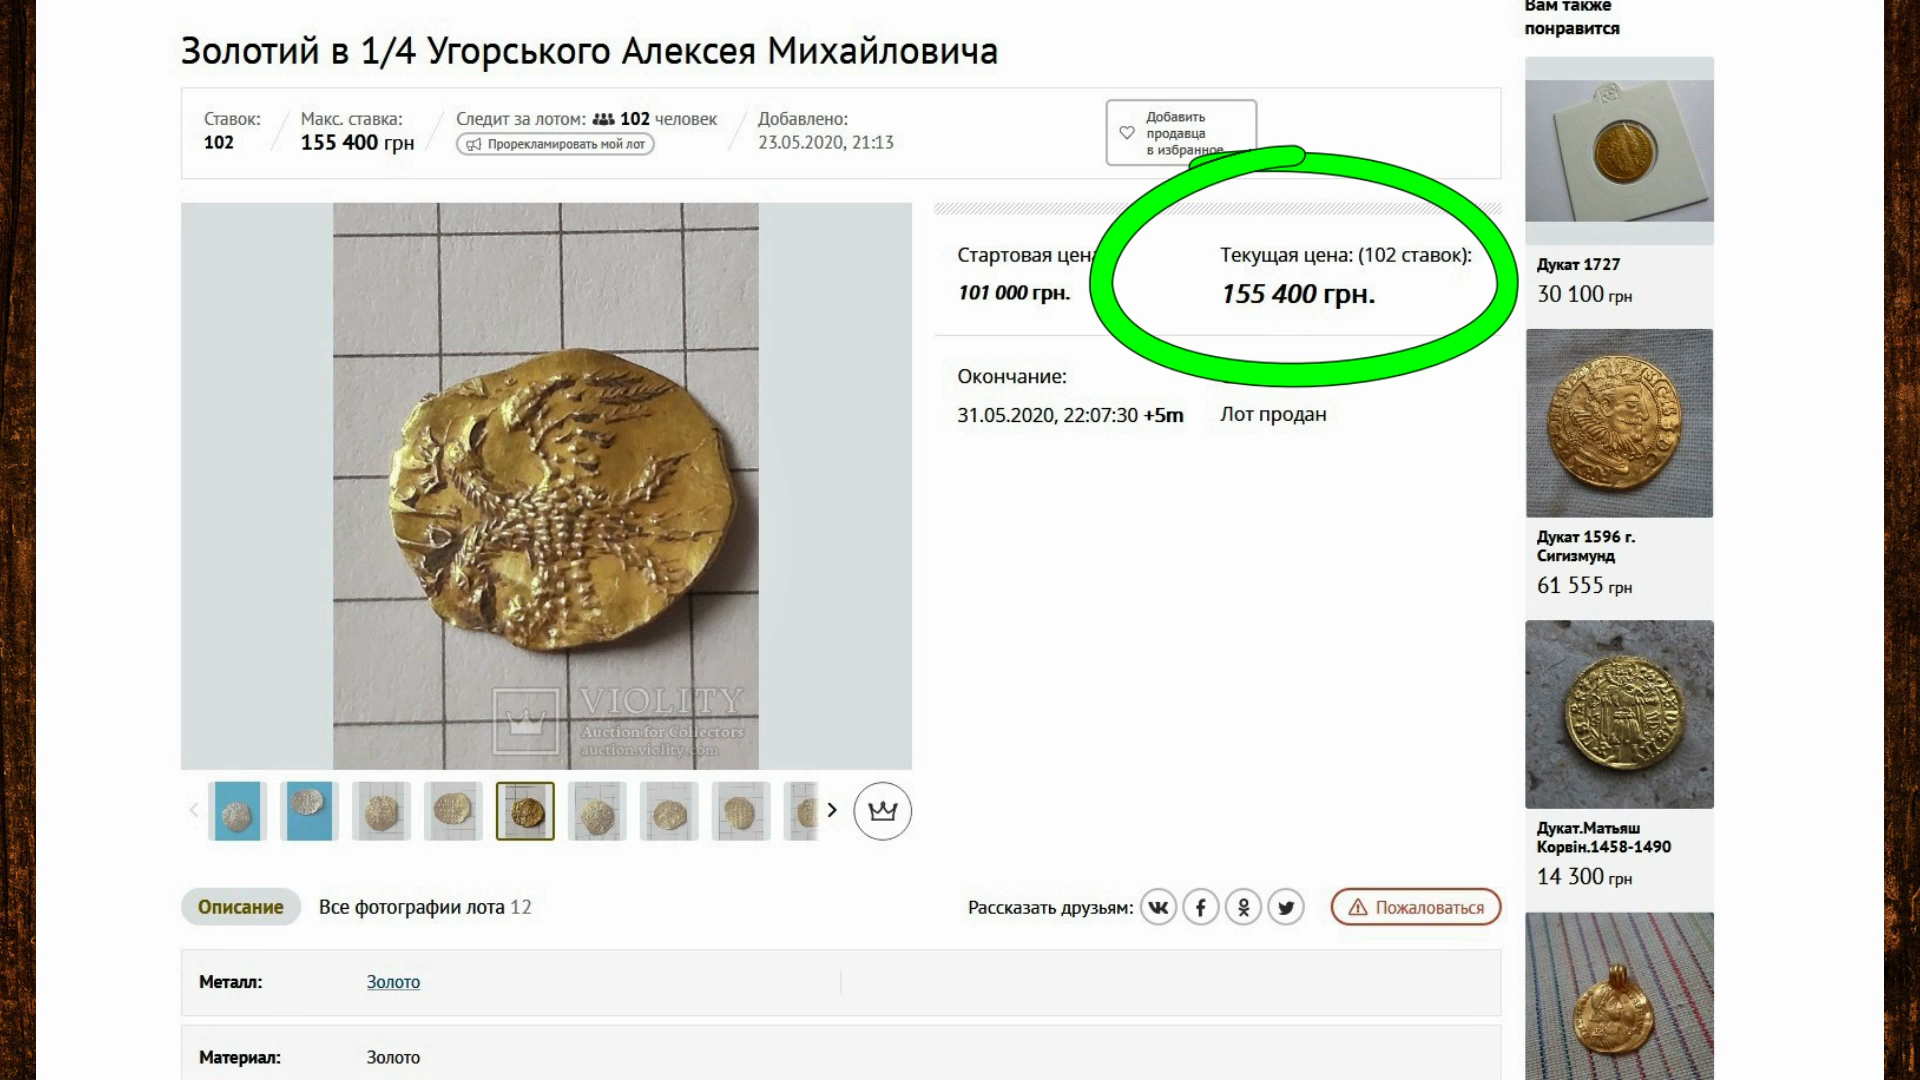 Вам также
понравится
Золотий в 1/4 Угорського Алексея Михайловича
Ставок:
102
Макс. ставка:
155 400 грн
Следит за лотом: 102 человек
Прорекламировать мой лот
Добавлено:
23.05.2020, 21:13
Добавить
продавца
в избранное
Стартовая цена
101 000 грн.
Текущая цена: (102 ставок):
155 400 грн.
Окончание:
31.05.2020, 22:07:30 +5m
Лот продан
VIOLITY
Auction for Collectors
auction.violity.com
Дукат 1727
30 100 грн
Дукат 1596 г.
Сигизмунд
61 555 грн
Дукат.Матьяш
Корвін.1458-1490
14 300 грн
Описание
Все фотографии лота 12
Рассказать друзьям:
Пожаловаться
Металл:
Золото
Материал:
Золото